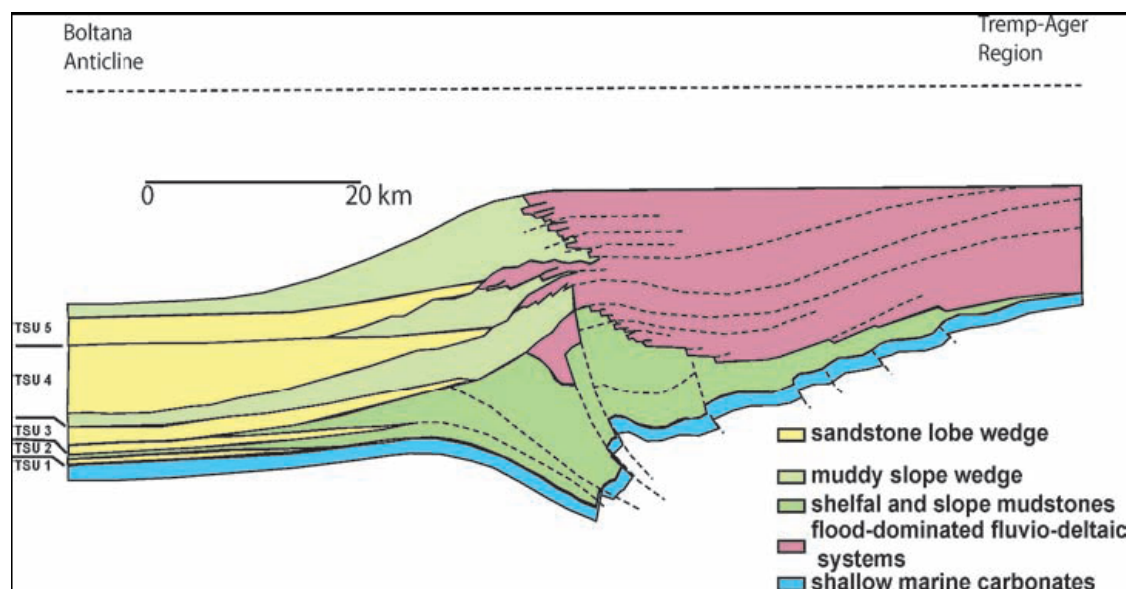 Boltana
Anticline
Tremp-Ager
Region
0 20 km
TSU 5
TSU 4
TSU 3
TSU 2
TSU 1
sandstone lobe wedge
muddy slope wedge
shelfal and slope mudstones
flood-dominated fluvio-deltaic
systems
shallow marine carbonates